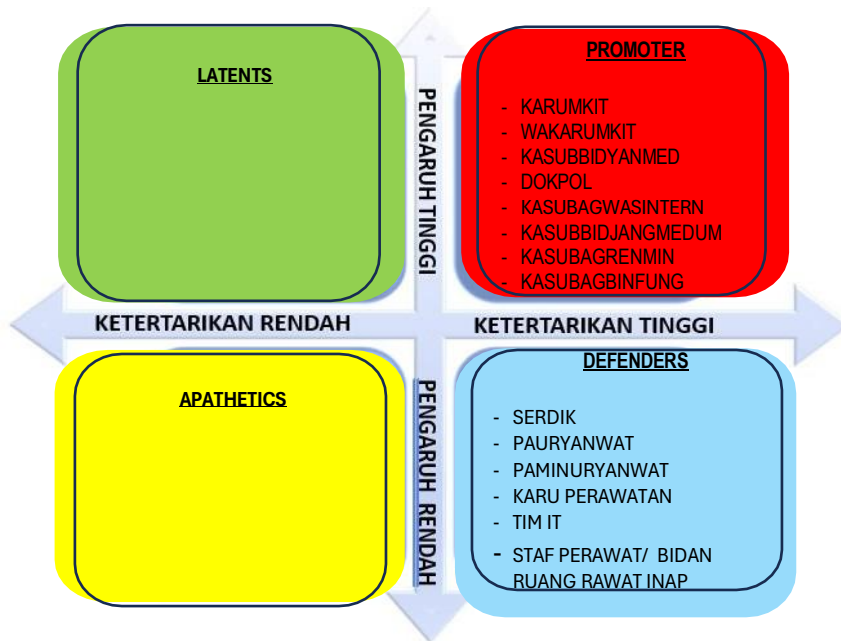 LATENTS
PENGARUH TINGGI
PROMOTER
- KARUMKIT
- WAKARUMKIT
- KASUBBIDYANMED
- DOKPOL
- KASUBAGWASINTERN
- KASUBBIDJANGMEDUM
- KASUBAGRENMIN
- KASUBAGBINFUNG
KETERTARIKAN RENDAH
KETERTARIKAN TINGGI
APATHETICS
PENGARUH RENDAH
DEFENDERS
- SERDIK
- PAURYANWAT
- PAMINURYANWAT
- KARU PERAWATAN
- TIM IT
- STAF PERAWAT/ BIDAN
RUANG RAWAT INAP